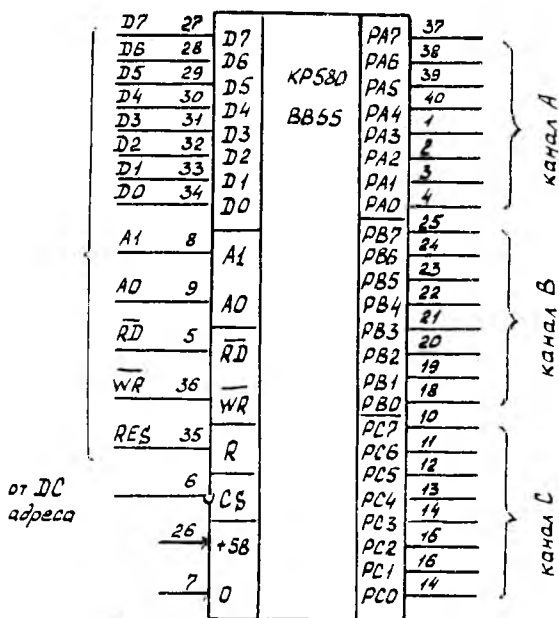 D7 27 D7
D6 28 D6
D5 29 D5
D4 30 D4
D3 31 D3
D2 32 D2
D1 33 D1
D0 34 D0
A1 8 A1
A0 9 A0
R̅D̅ 5 R̅D̅
W̅R̅ 36 W̅R̅
RES 35 R
от DC
адреса
6 CS
26 +5В
7 0
КР580
ВВ55
PA7 37
PA6 38
PA5 39
PA4 40
PA3 1
PA2 2
PA1 3
PA0 4
канал А
PB7 25
PB6 24
PB5 23
PB4 22
PB3 21
PB2 20
PB1 19
PB0 18
канал В
PC7 10
PC6 11
PC5 12
PC4 13
PC3 14
PC2 15
PC1 16
PC0 14
канал С